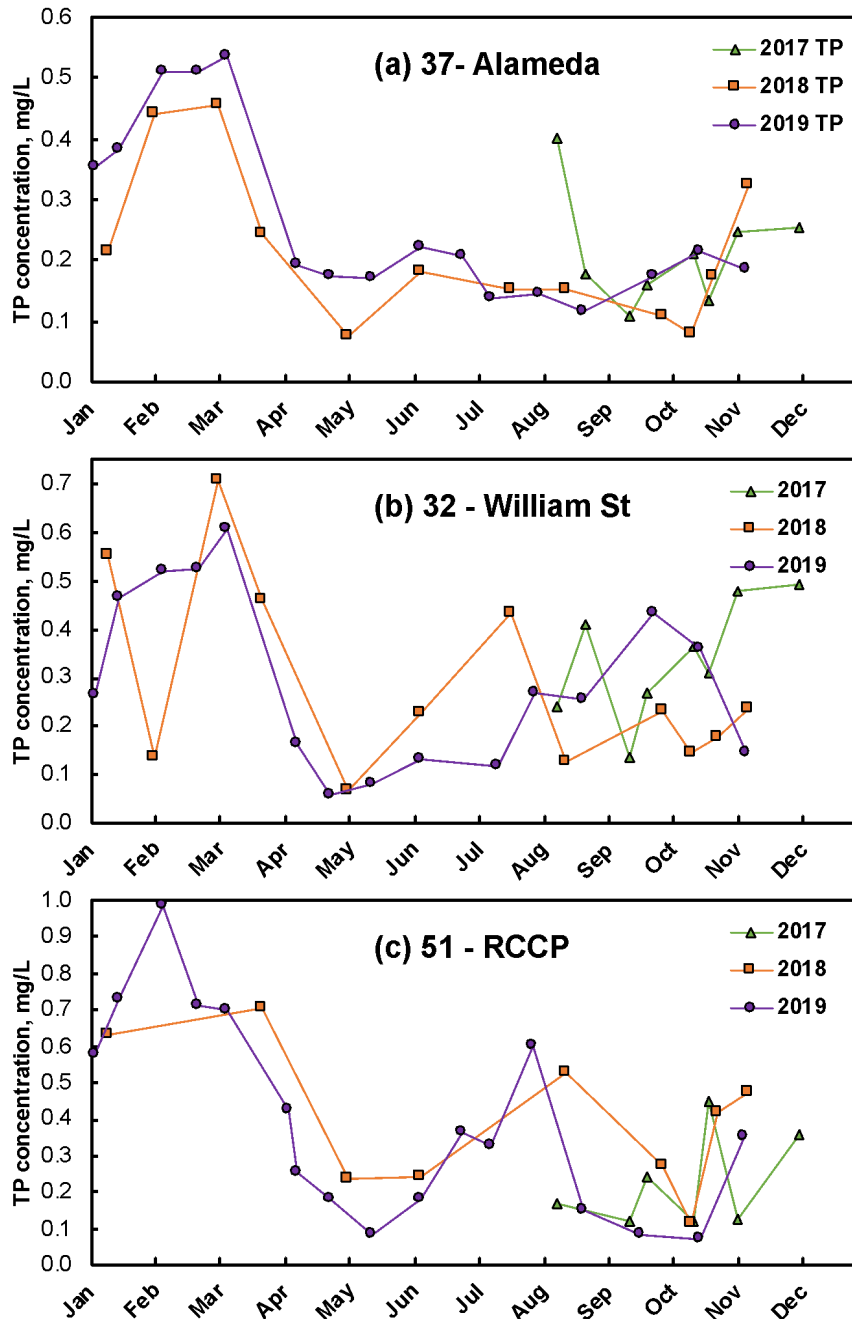 TP concentration, mg/L
0.6
0.5
0.4
0.3
0.2
0.1
0.0
(a) 37- Alameda
2017 TP
2018 TP
2019 TP
Jan Feb Mar Apr May Jun Jul Aug Sep Oct Nov Dec
TP concentration, mg/L
0.7
0.6
0.5
0.4
0.3
0.2
0.1
0.0
(b) 32 - William St
2017
2018
2019
Jan Feb Mar Apr May Jun Jul Aug Sep Oct Nov Dec
TP concentration, mg/L
1.0
0.9
0.8
0.7
0.6
0.5
0.4
0.3
0.2
0.1
0.0
(c) 51 - RCCP
2017
2018
2019
Jan Feb Mar Apr May Jun Jul Aug Sep Oct Nov Dec